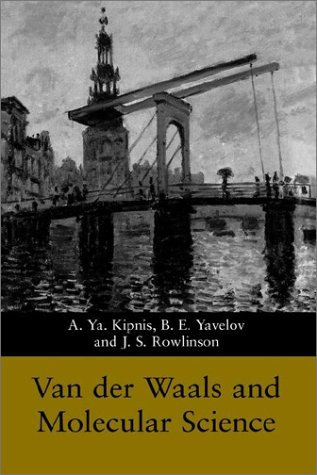 A. Ya. Kipnis, B. E. Yavelov
and J. S. Rowlinson
Van der Waals and
Molecular Science